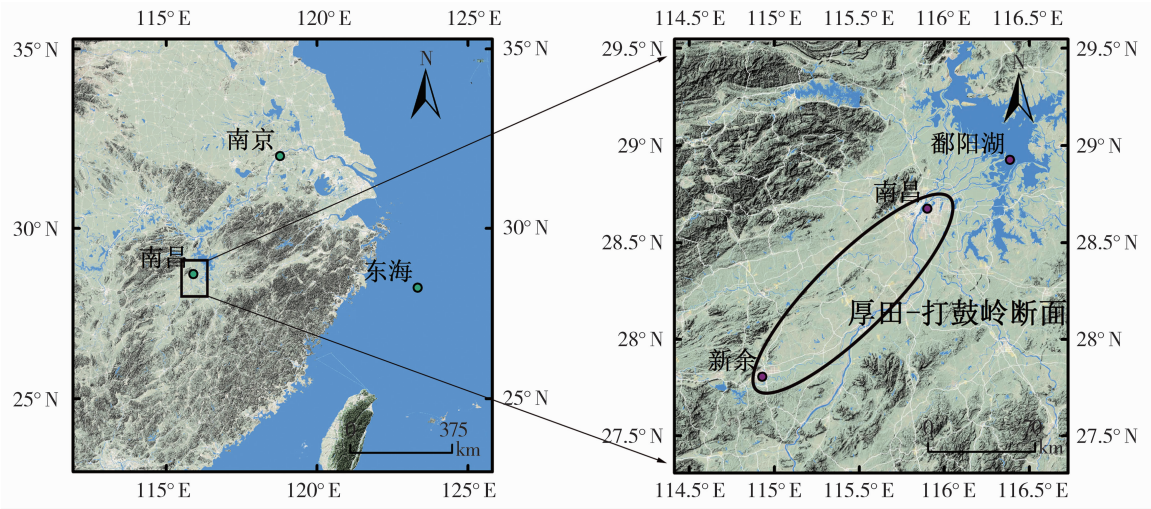 115° E 120° E 125° E
35° N 35° N
N
南京
30° N 30° N
南昌
东海
25° N 25° N
375
km
115° E 120° E 125° E
114.5° E 115° E 115.5° E 116° E 116.5° E
29.5° N 29.5° N
N
29° N 29° N
鄱阳湖
南昌
28.5° N 28.5° N
厚田-打鼓岭断面
28° N 28° N
新余
27.5° N 27.5° N
0 70
km
114.5° E 115° E 115.5° E 116° E 116.5° E